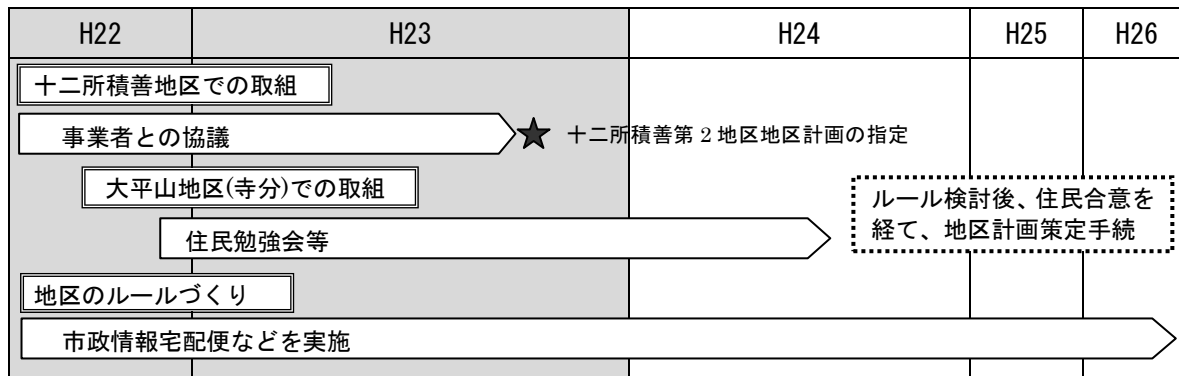 H22 H23 H24 H25 H26
十二所積善地区での取組
事業者との協議
★ 十二所積善第2地区地区計画の指定
大平山地区(寺分)での取組
ルール検討後、住民合意を
経て、地区計画策定手続
住民勉強会等
地区のルールづくり
市政情報宅配便などを実施